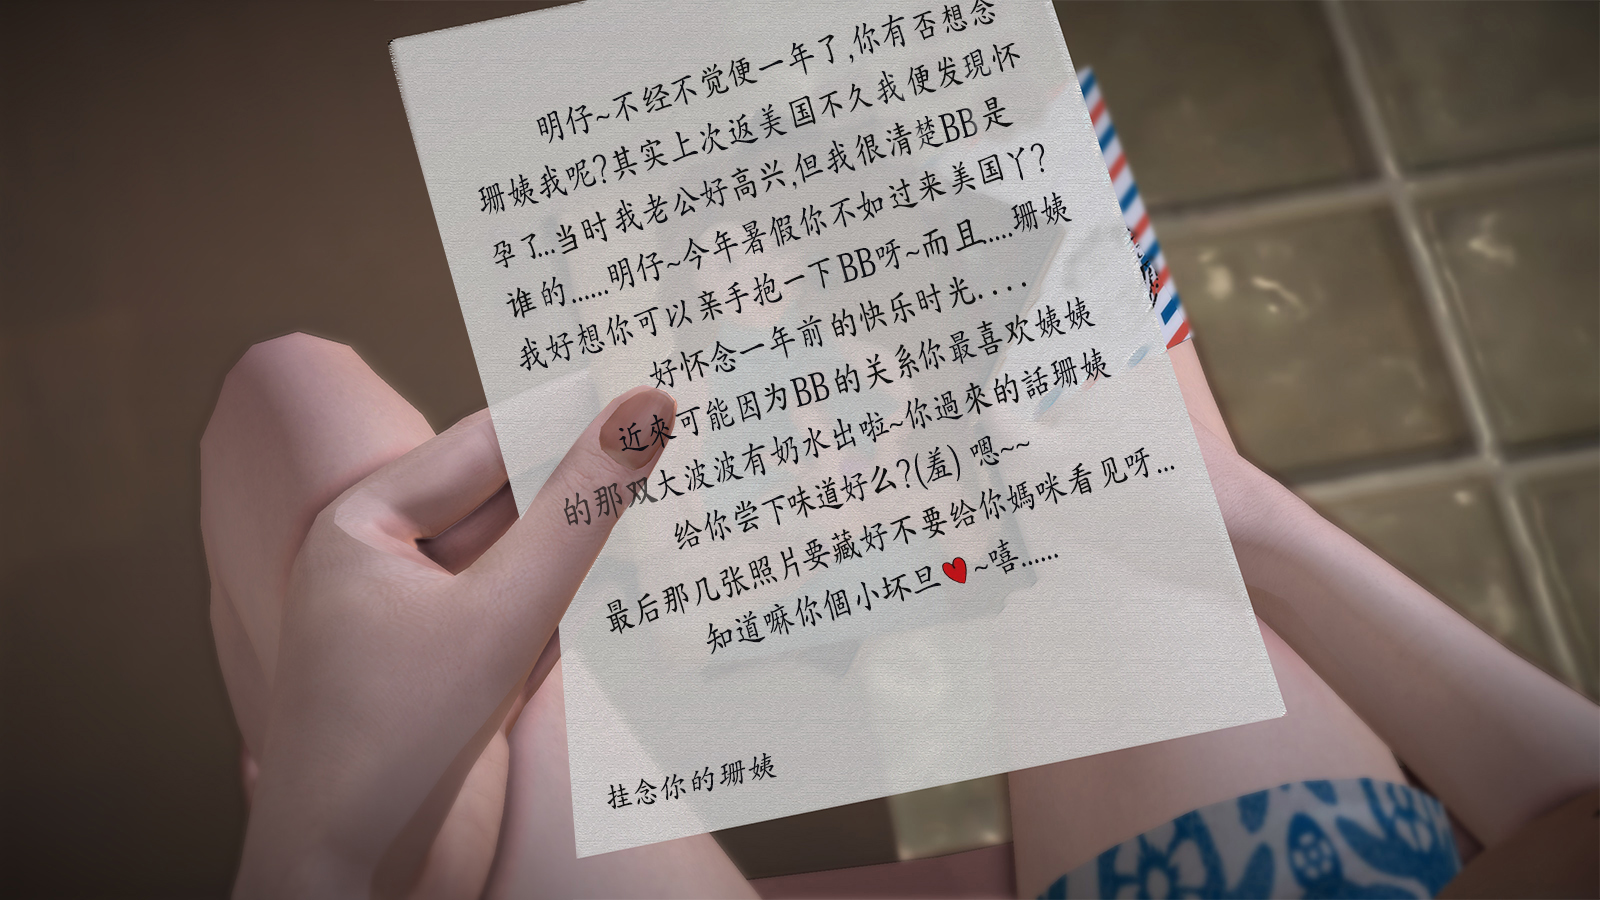 明仔~不经不觉便一年了,你有否想念
珊姨我呢?其实上次返美国不久我便发現怀
孕了...当时我老公好高兴,但我很清楚BB是
谁的......明仔~今年暑假你不如过来美国丫?
我好想你可以亲手抱一下BB呀~而且....珊姨
好怀念一年前的快乐时光....
近來可能因为BB的关系你最喜欢姨姨
的那双大波波有奶水出啦~你過來的話珊姨
给你尝下味道好么?(羞) 嗯~~
最后那几张照片要藏好不要给你媽咪看见呀...
知道嘛你個小坏旦♥~嘻......
挂念你的珊姨